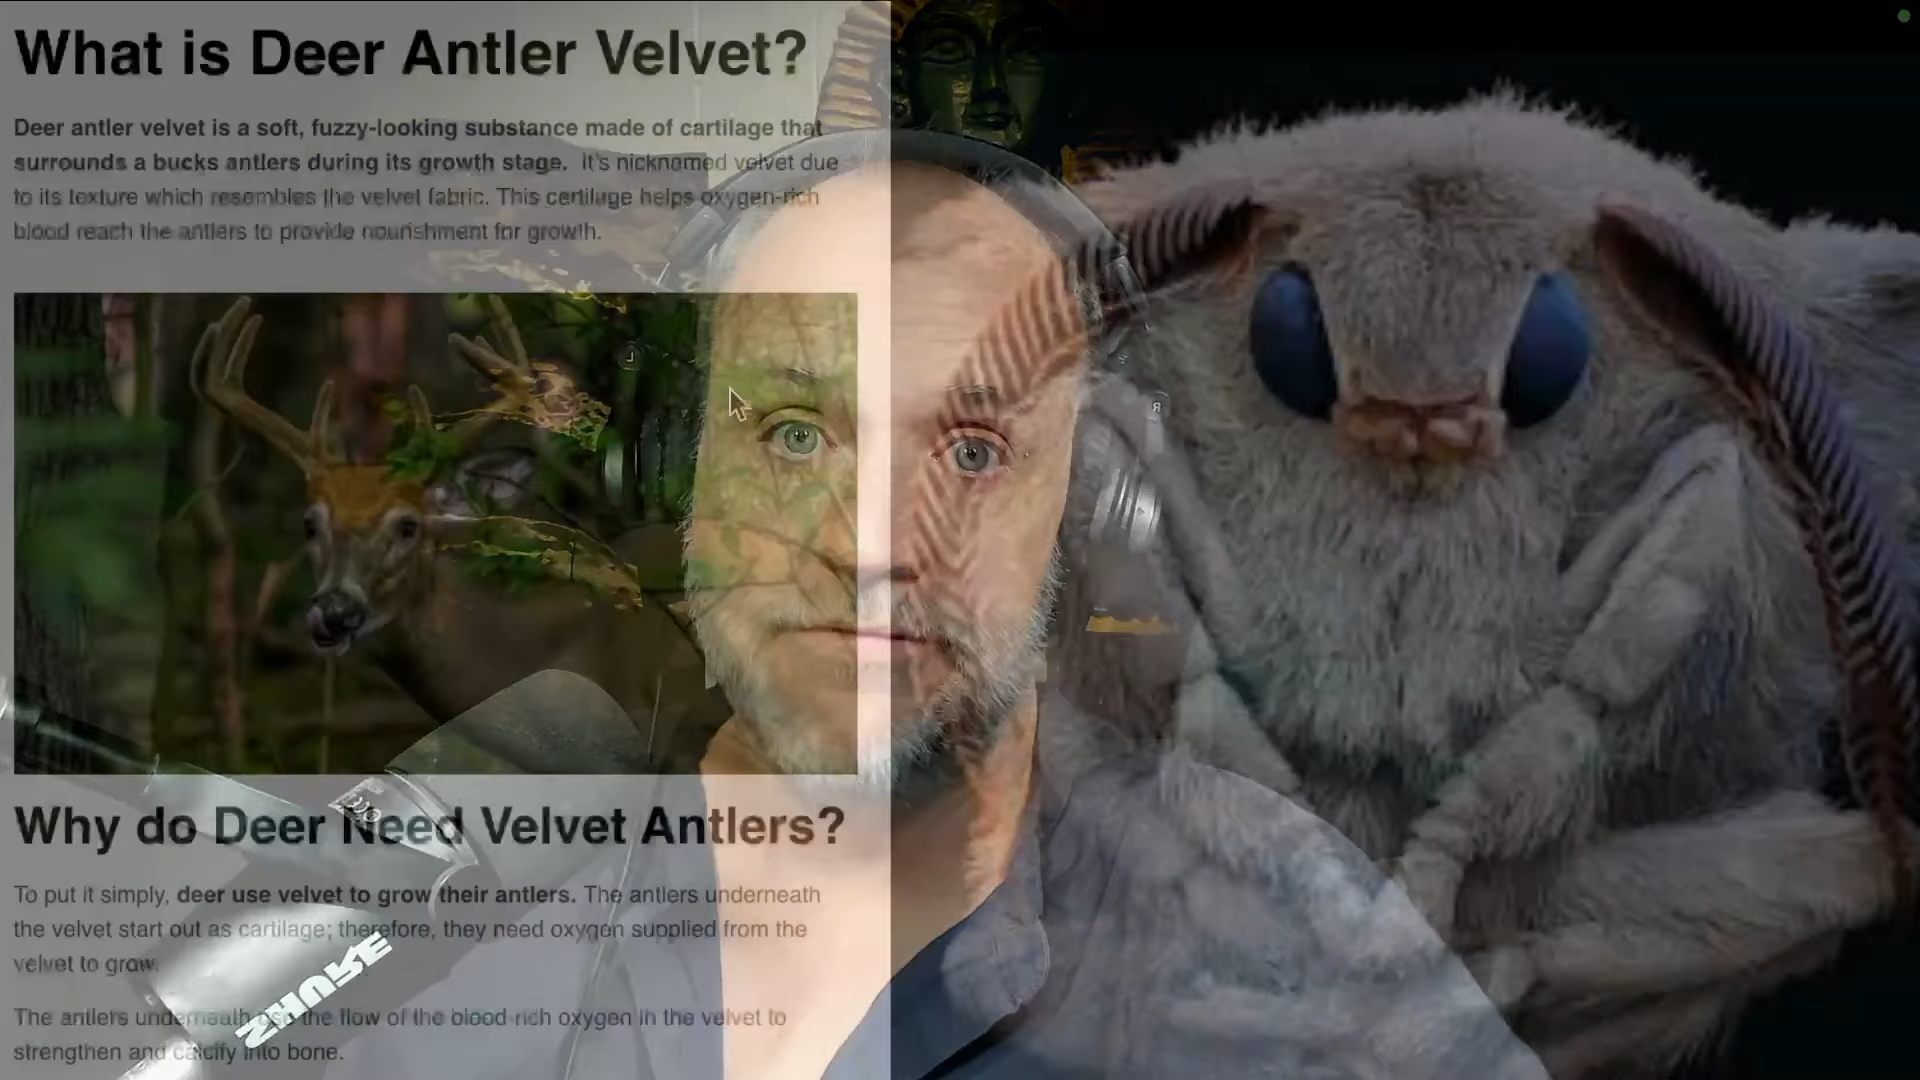 What is Deer Antler Velvet?
Deer antler velvet is a soft, fuzzy-looking substance made of cartilage that
surrounds a bucks antlers during its growth stage. It's nicknamed velvet due
to its texture which resembles the velvet fabric. This cartilage helps oxygen-rich
blood reach the antlers to provide nourishment for growth.
L
R
Why do Deer Need Velvet Antlers?
To put it simply, deer use velvet to grow their antlers. The antlers underneath
the velvet start out as cartilage; therefore, they need oxygen supplied from the
velvet to grow.
SHURE
The antlers underneath use the flow of the blood-rich oxygen in the velvet to
strengthen and calcify into bone.